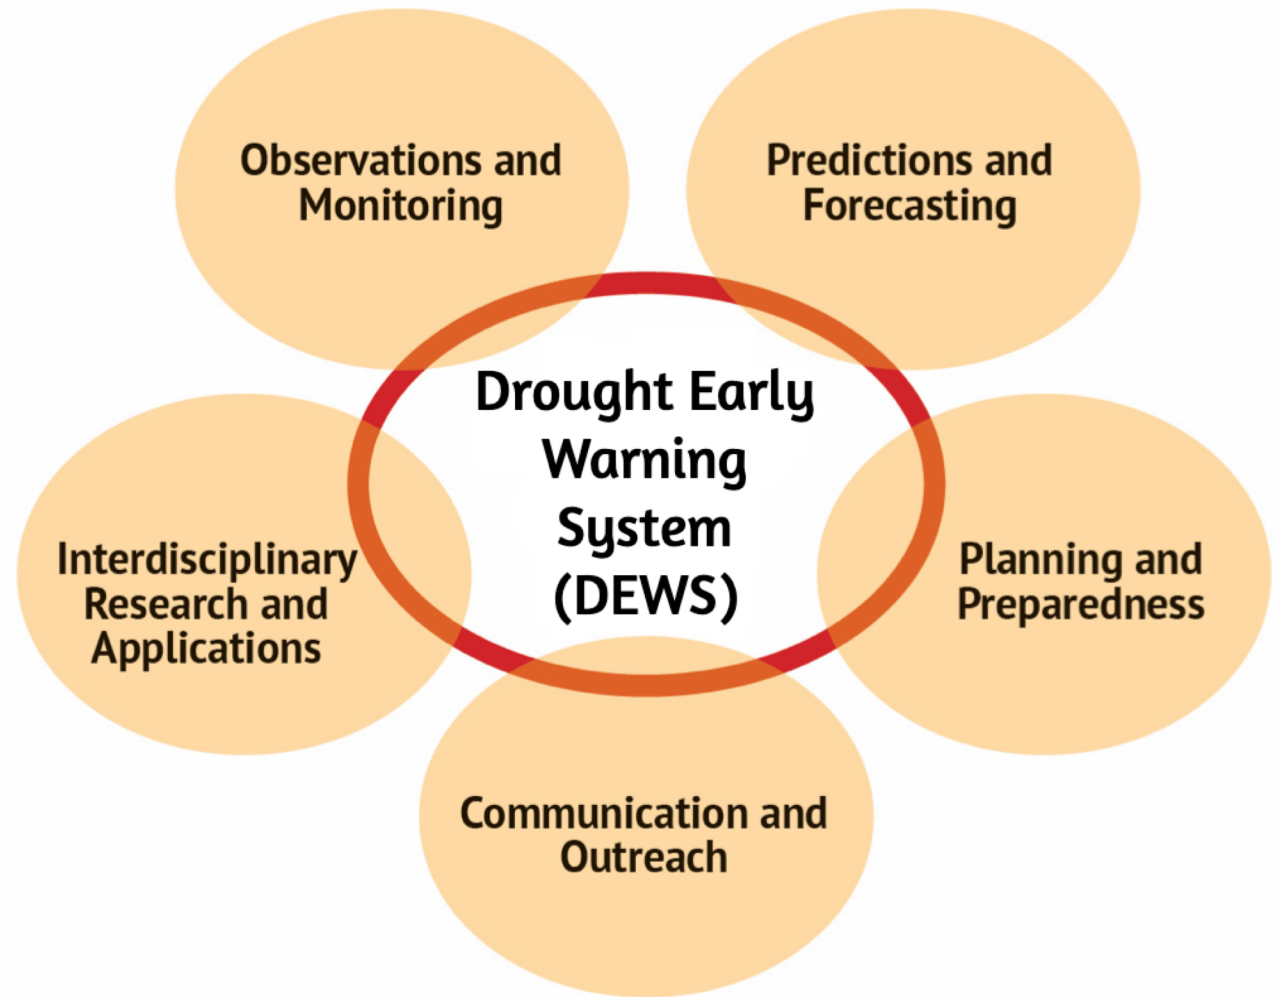 Observations and
Monitoring
Predictions and
Forecasting
Drought Early
Warning
System
(DEWS)
Interdisciplinary
Research and
Applications
Planning and
Preparedness
Communication and
Outreach